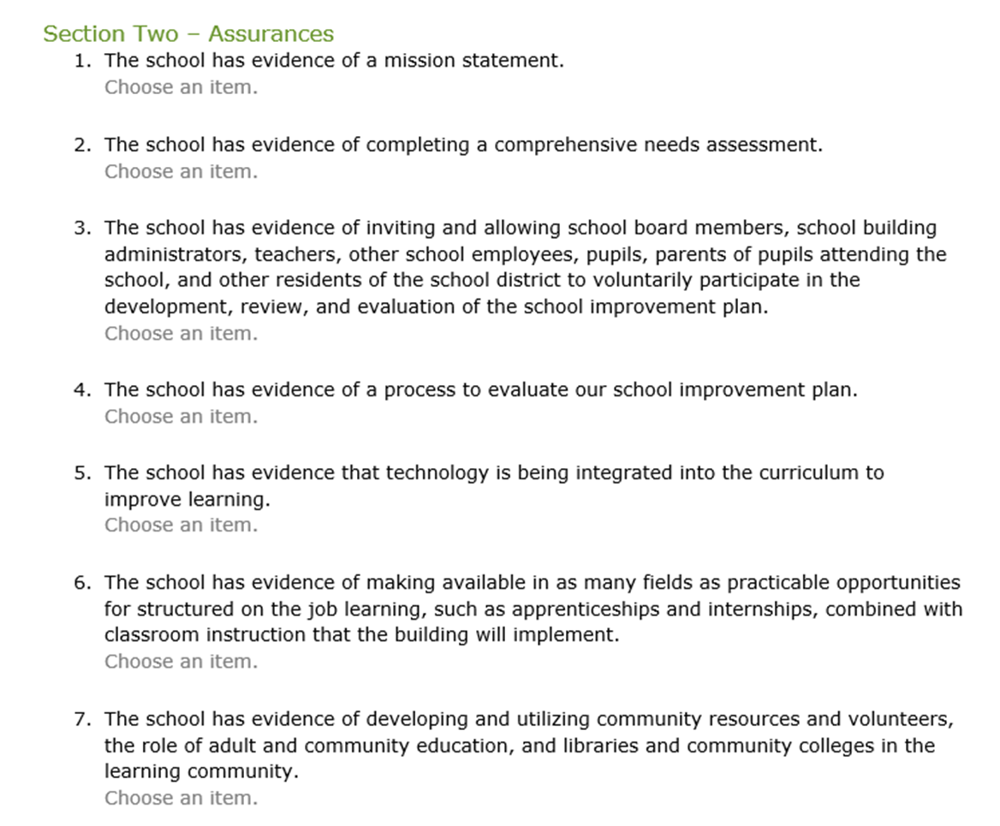 Section Two – Assurances
1. The school has evidence of a mission statement.
Choose an item.
2. The school has evidence of completing a comprehensive needs assessment.
Choose an item.
3. The school has evidence of inviting and allowing school board members, school building
administrators, teachers, other school employees, pupils, parents of pupils attending the
school, and other residents of the school district to voluntarily participate in the
development, review, and evaluation of the school improvement plan.
Choose an item.
4. The school has evidence of a process to evaluate our school improvement plan.
Choose an item.
5. The school has evidence that technology is being integrated into the curriculum to
improve learning.
Choose an item.
6. The school has evidence of making available in as many fields as practicable opportunities
for structured on the job learning, such as apprenticeships and internships, combined with
classroom instruction that the building will implement.
Choose an item.
7. The school has evidence of developing and utilizing community resources and volunteers,
the role of adult and community education, and libraries and community colleges in the
learning community.
Choose an item.